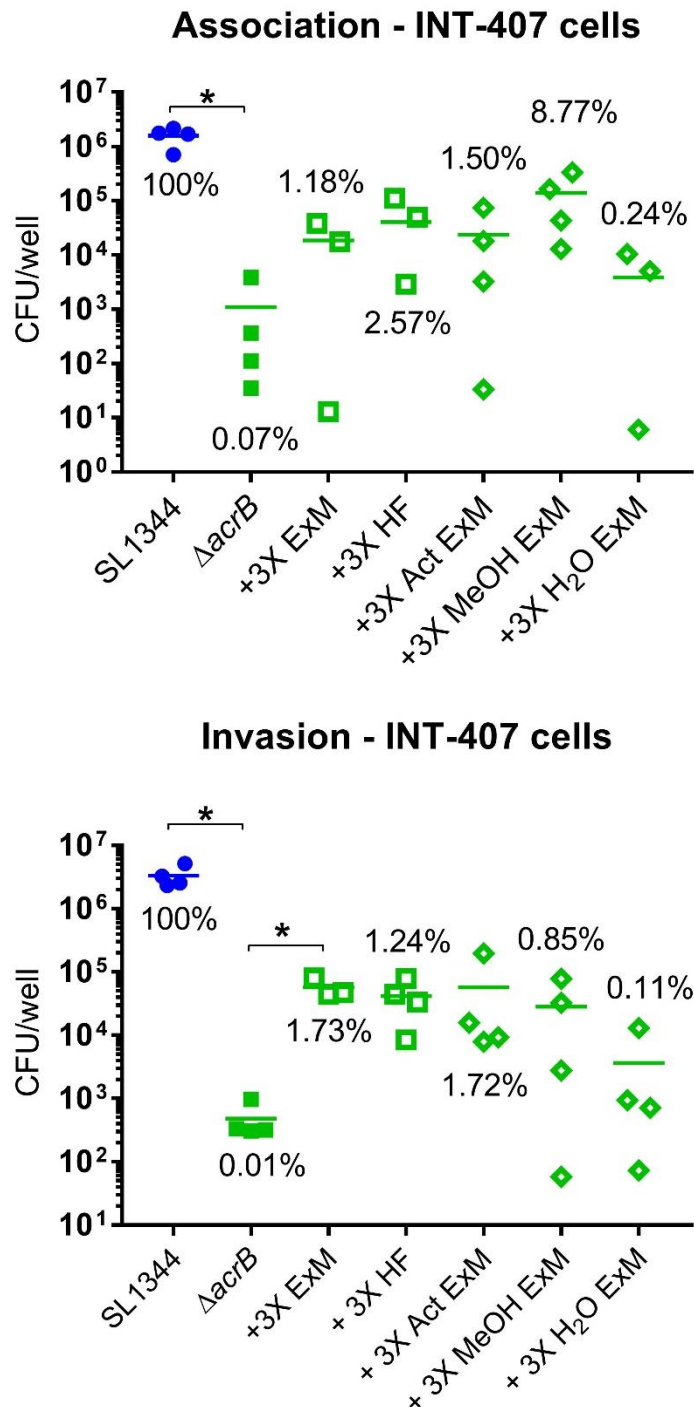 Association - INT-407 cells
CFU/well
10⁷
10⁶
10⁵
10⁴
10³
10²
10¹
10⁰
*
100%
0.07%
1.18%
2.57%
1.50%
8.77%
0.24%
SL1344
ΔacrB
+3X ExM
+3X HF
+3X Act ExM
+3X MeOH ExM
+3X H₂O ExM
Invasion - INT-407 cells
CFU/well
10⁷
10⁶
10⁵
10⁴
10³
10²
10¹
*
*
100%
0.01%
1.73%
1.24%
1.72%
0.85%
0.11%
SL1344
ΔacrB
+3X ExM
+ 3X HF
+ 3X Act ExM
+ 3X MeOH ExM
+ 3X H₂O ExM